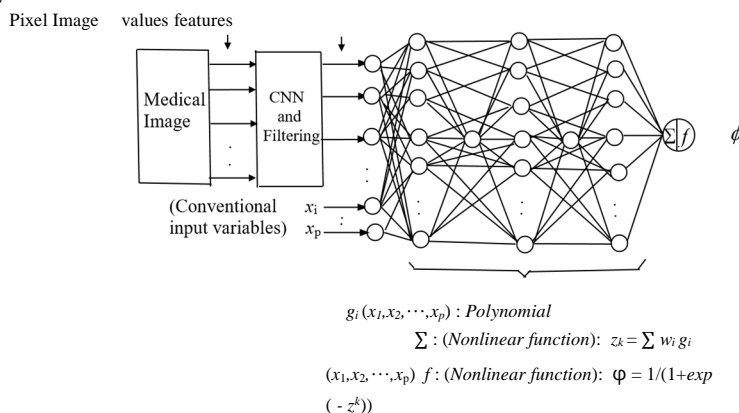 Pixel Image values features
Medical
Image
CNN
and
Filtering
(Conventional
input variables)
xi
xp
Σ f
ϕ
gi (x1,x2,⋯,xp) : Polynomial
Σ : (Nonlinear function): zk = Σ wi gi
(x1,x2,⋯,xp) f : (Nonlinear function): φ = 1/(1+exp
( - zk))